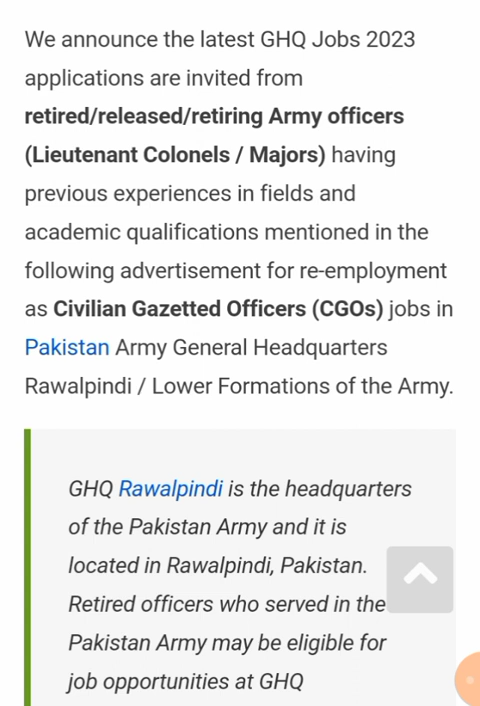 We announce the latest GHQ Jobs 2023
applications are invited from
retired/released/retiring Army officers
(Lieutenant Colonels / Majors) having
previous experiences in fields and
academic qualifications mentioned in the
following advertisement for re-employment
as Civilian Gazetted Officers (CGOs) jobs in
Pakistan Army General Headquarters
Rawalpindi / Lower Formations of the Army.
GHQ Rawalpindi is the headquarters
of the Pakistan Army and it is
located in Rawalpindi, Pakistan.
Retired officers who served in the
Pakistan Army may be eligible for
job opportunities at GHQ